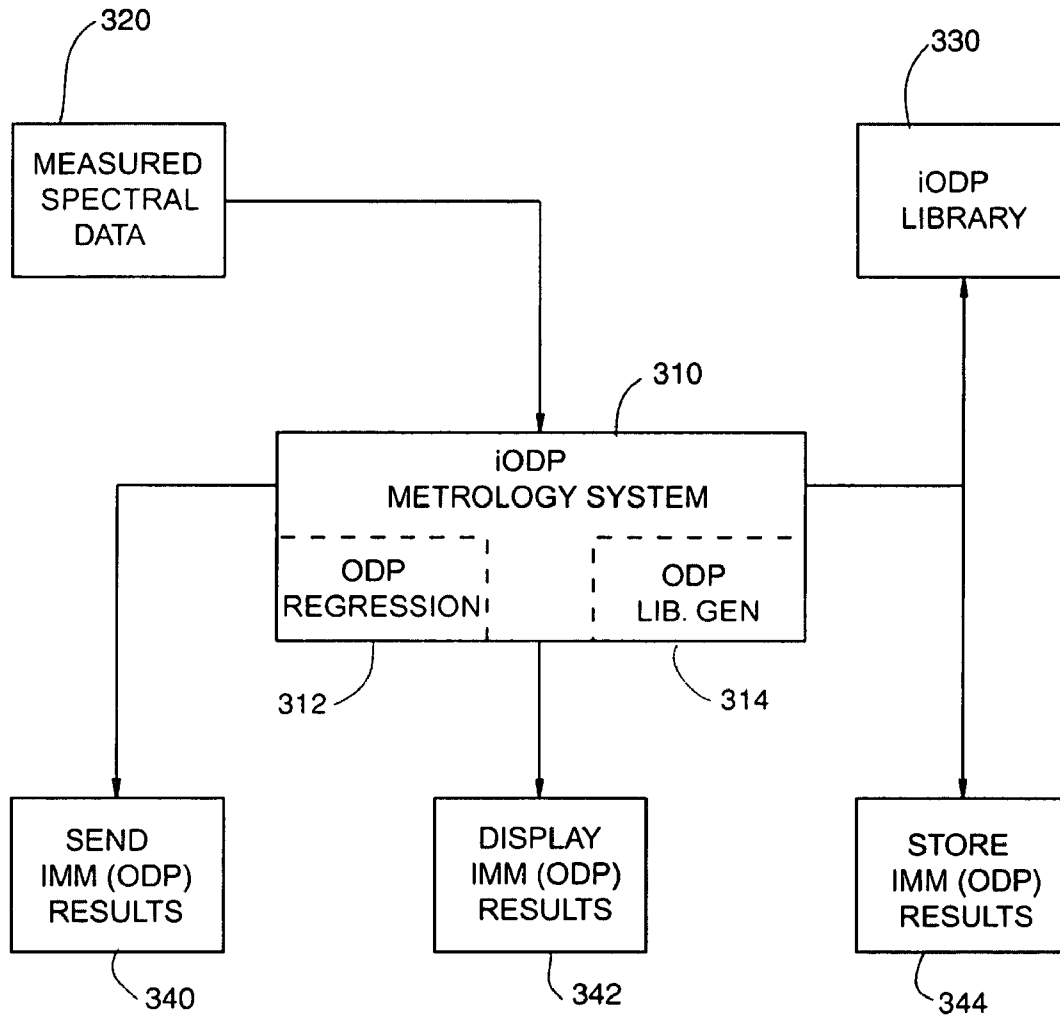 320
330
MEASURED
SPECTRAL
DATA
iODP
LIBRARY
310
iODP
METROLOGY SYSTEM
ODP
REGRESSION
ODP
LIB. GEN
312
314
SEND
IMM (ODP)
RESULTS
DISPLAY
IMM (ODP)
RESULTS
STORE
IMM (ODP)
RESULTS
340
342
344